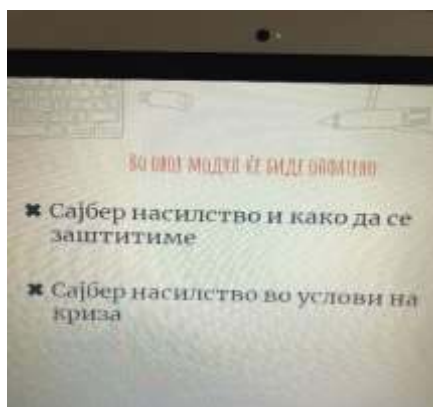 Во овој модул ќе биде опфатено
✖ Сајбер насилство и како да се
заштитиме
✖ Сајбер насилство во услови на
криза